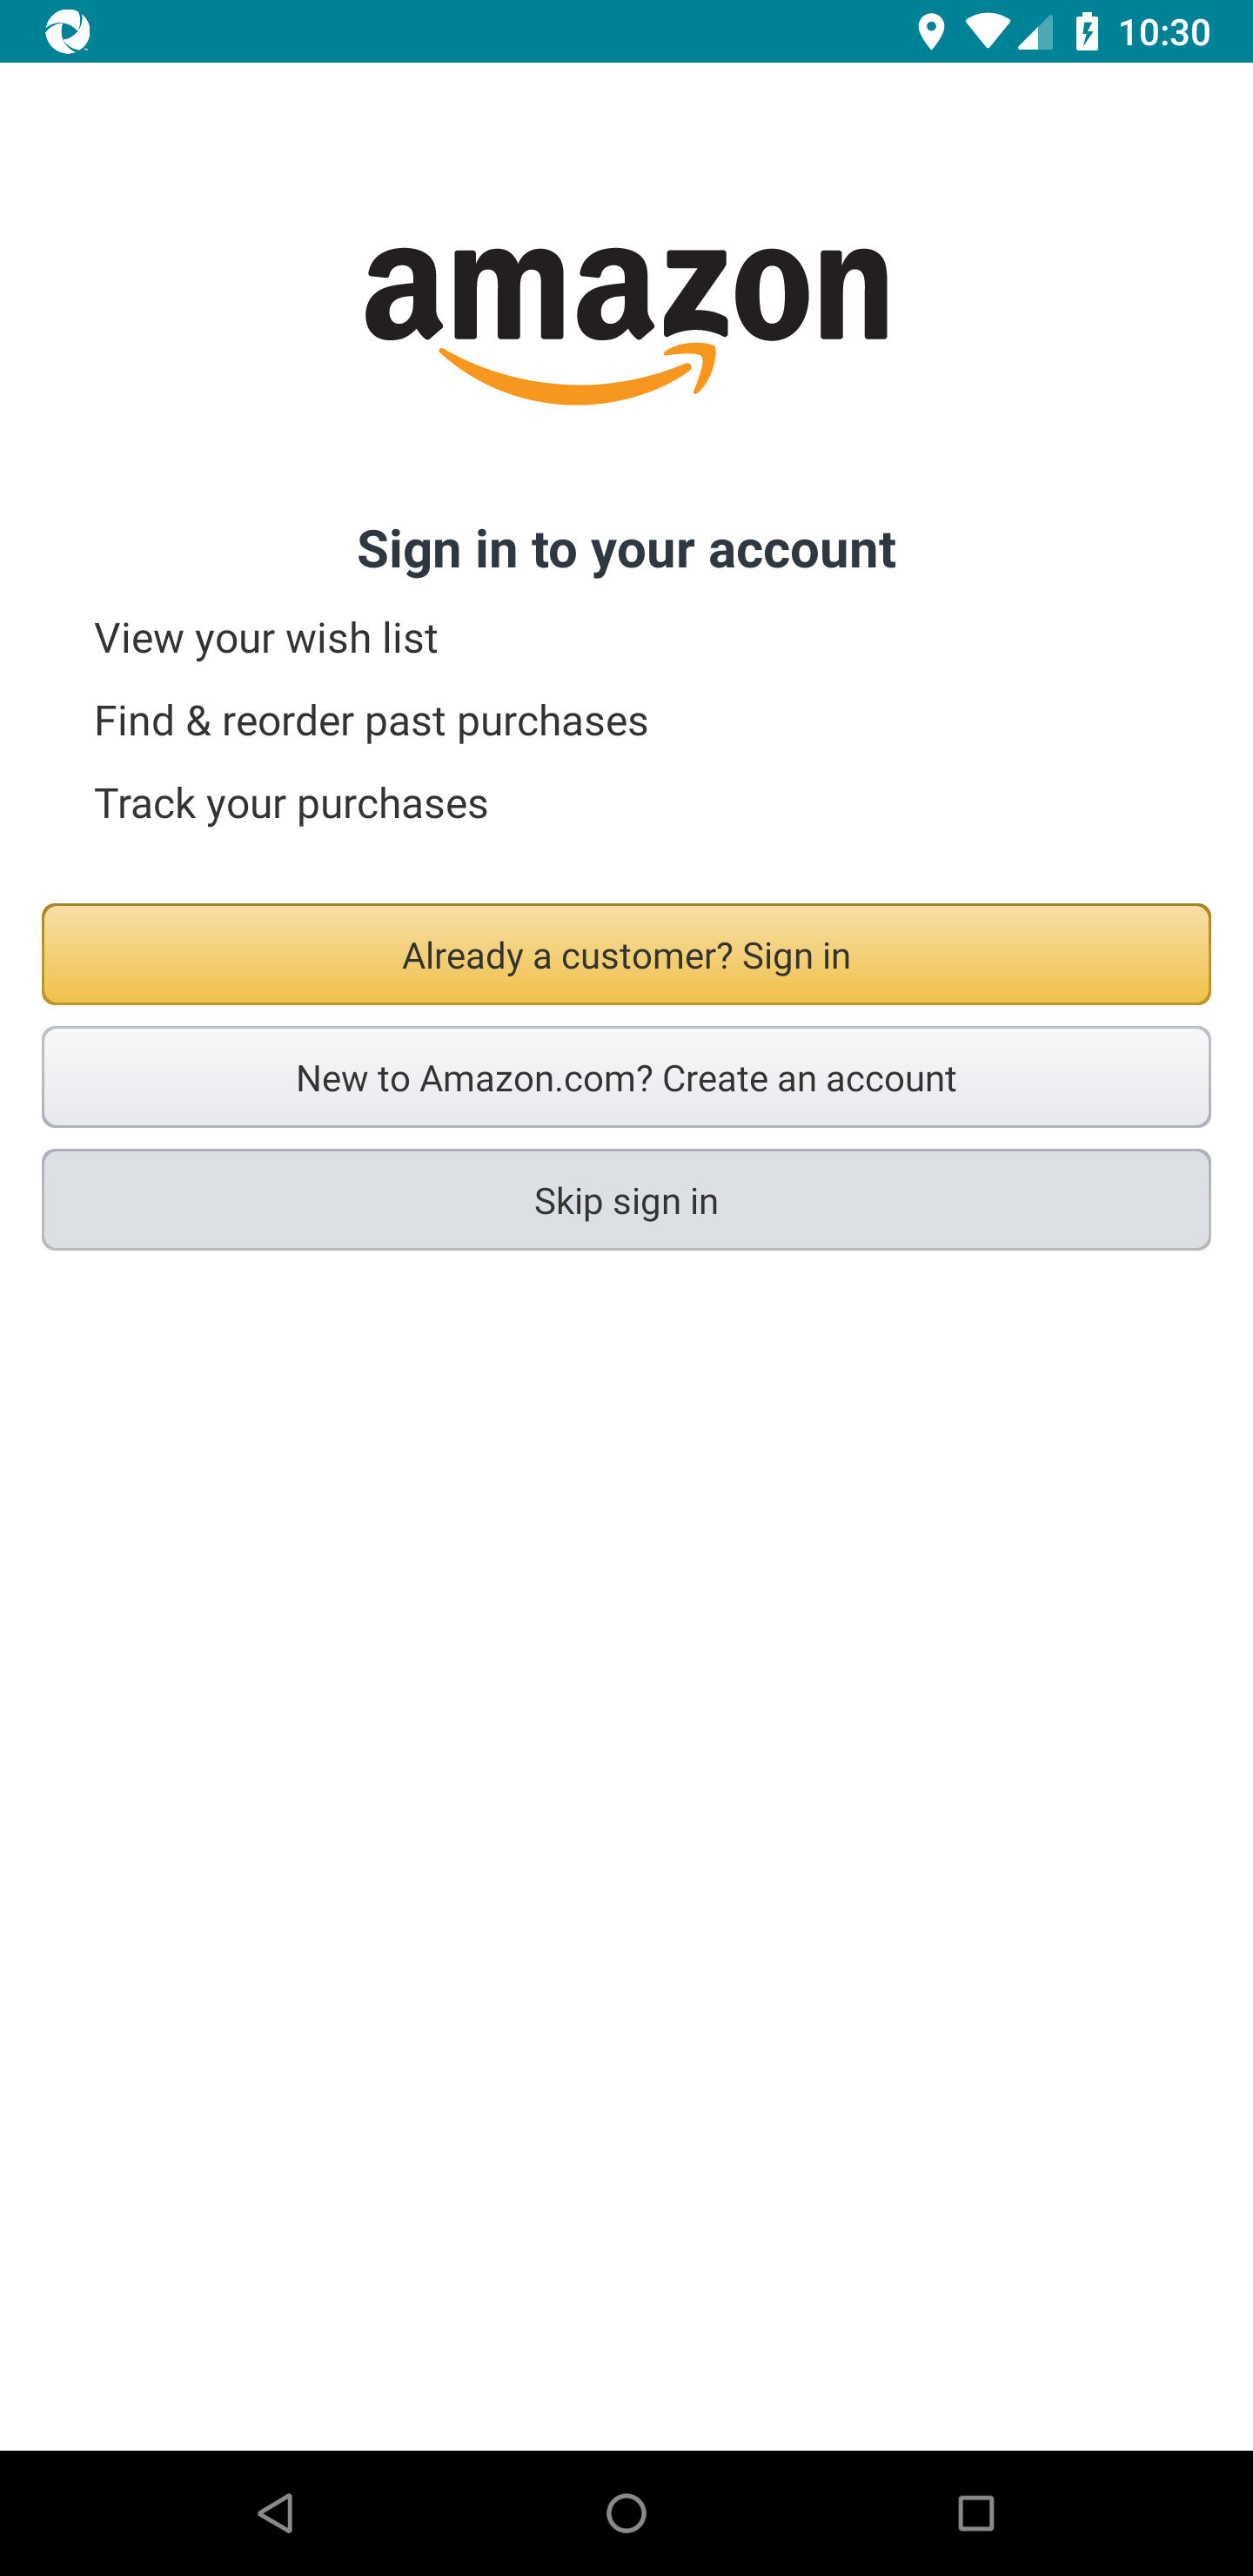 10:30
amazon
Sign in to your account
View your wish list
Find & reorder past purchases
Track your purchases
Already a customer? Sign in
New to Amazon.com? Create an account
Skip sign in